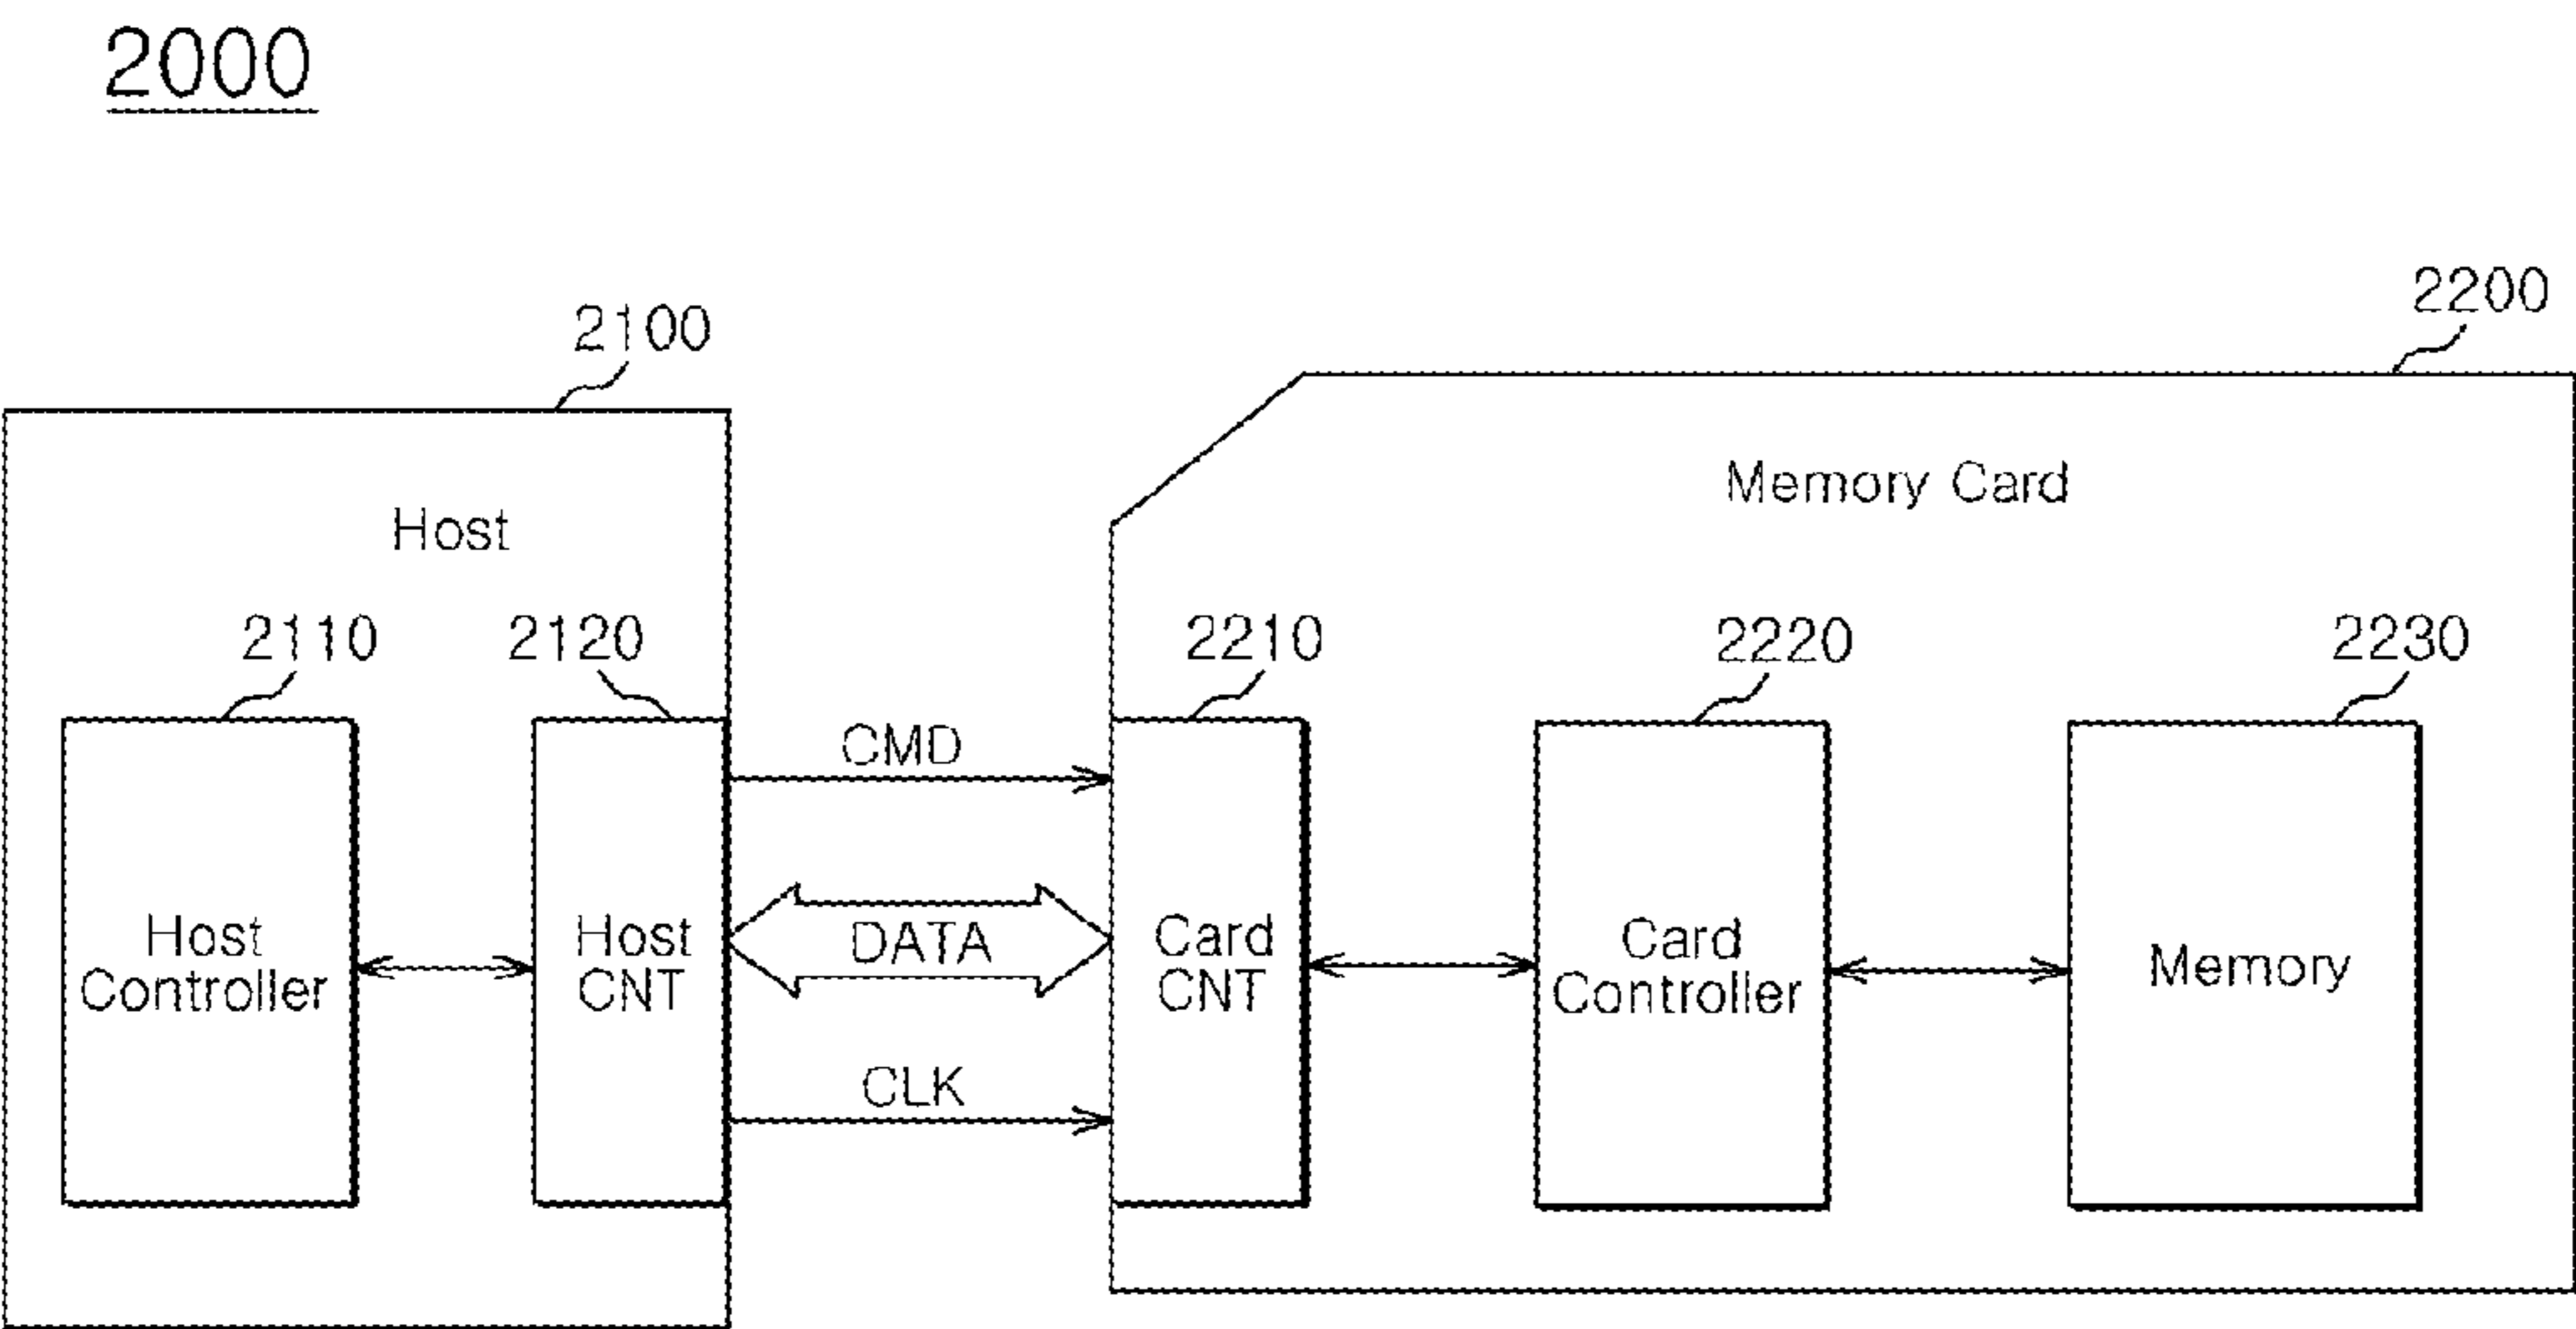 2000
2100
2200
Host
Memory Card
2110
2120
2210
2220
2230
CMD
Host
Controller
Host
CNT
DATA
Card
CNT
Card
Controller
Memory
CLK